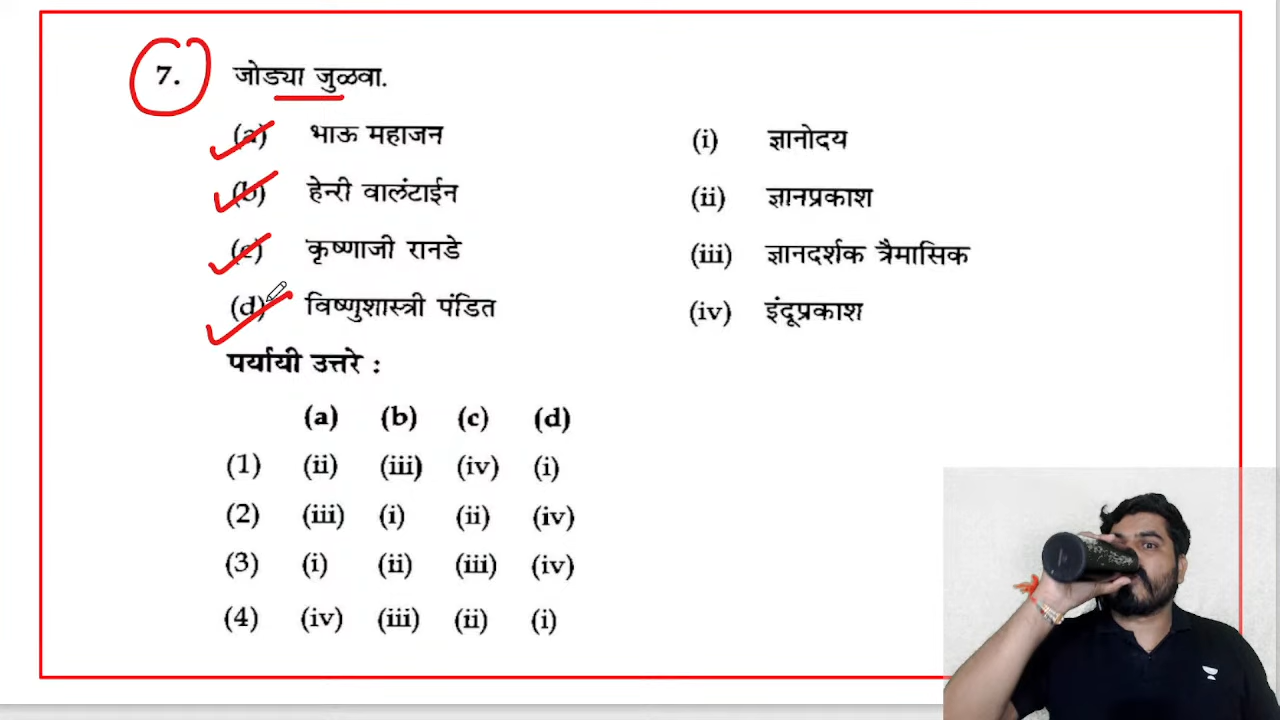 7. जोड्या जुळवा.
(a) भाऊ महाजन (i) ज्ञानोदय
(b) हेन्री वालंटाईन (ii) ज्ञानप्रकाश
(c) कृष्णाजी रानडे (iii) ज्ञानदर्शक त्रैमासिक
(d) विष्णुशास्त्री पंडित (iv) इंदूप्रकाश
पर्यायी उत्तरे :
(a) (b) (c) (d)
(1) (ii) (iii) (iv) (i)
(2) (iii) (i) (ii) (iv)
(3) (i) (ii) (iii) (iv)
(4) (iv) (iii) (ii) (i)